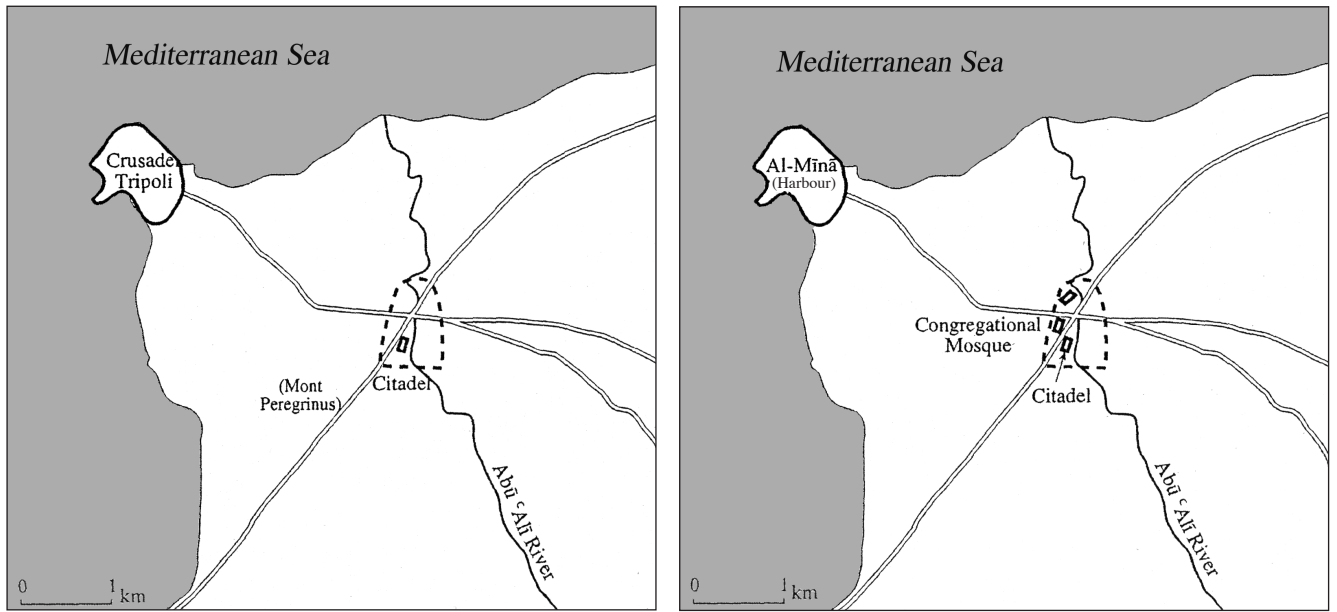 Mediterranean Sea
Crusader
Tripoli
(Mont
Peregrinus)
Citadel
Abū ʿAlī River
0 1 km
Mediterranean Sea
Al-Mīnā
(Harbour)
Congregational
Mosque
Citadel
Abū ʿAlī River
0 1 km